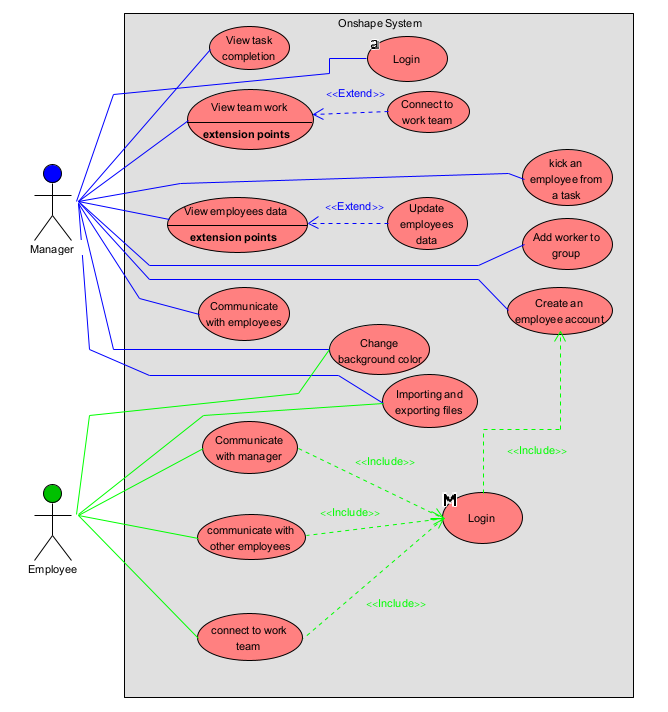 Onshape System
View task
completion
a
Login
View team work
extension points
<<Extend>>
Connect to
work team
kick an
employee from
a task
Manager
View employees data
extension points
<<Extend>>
Update
employees
data
Add worker to
group
Communicate
with employees
Create an
employee account
Change
background color
Importing and
exporting files
Communicate
with manager
<<Include>>
<<Include>>
M
Login
<<Include>>
communicate with
other employees
Employee
<<Include>>
connect to work
team